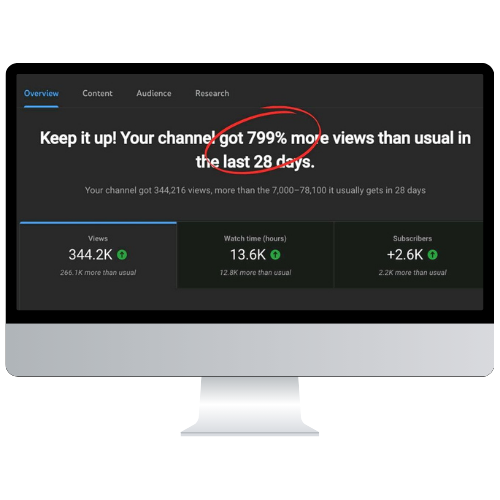 Overview Content Audience Research
Keep it up! Your channel got 799% more views than usual in
the last 28 days.
Your channel got 344,216 views, more than the 7,000–78,100 it usually gets in 28 days
Views Watch time (hours) Subscribers
344.2K 13.6K +2.6K
266.1K more than usual 12.8K more than usual 2.2K more than usual